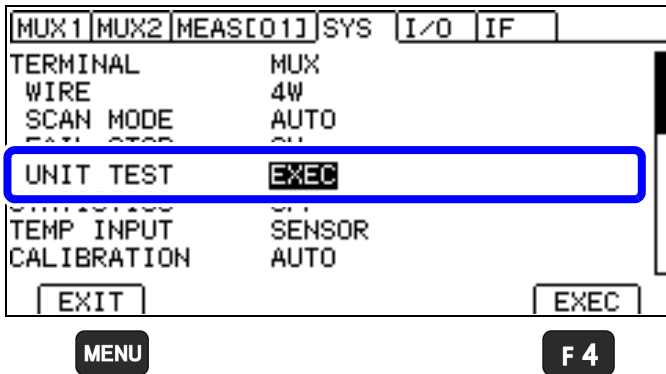 MUX1 MUX2 MEAS[01] SYS I/O IF
TERMINAL MUX
WIRE 4W
SCAN MODE AUTO
UNIT TEST EXEC
TEMP INPUT SENSOR
CALIBRATION AUTO
EXIT EXEC
MENU F 4